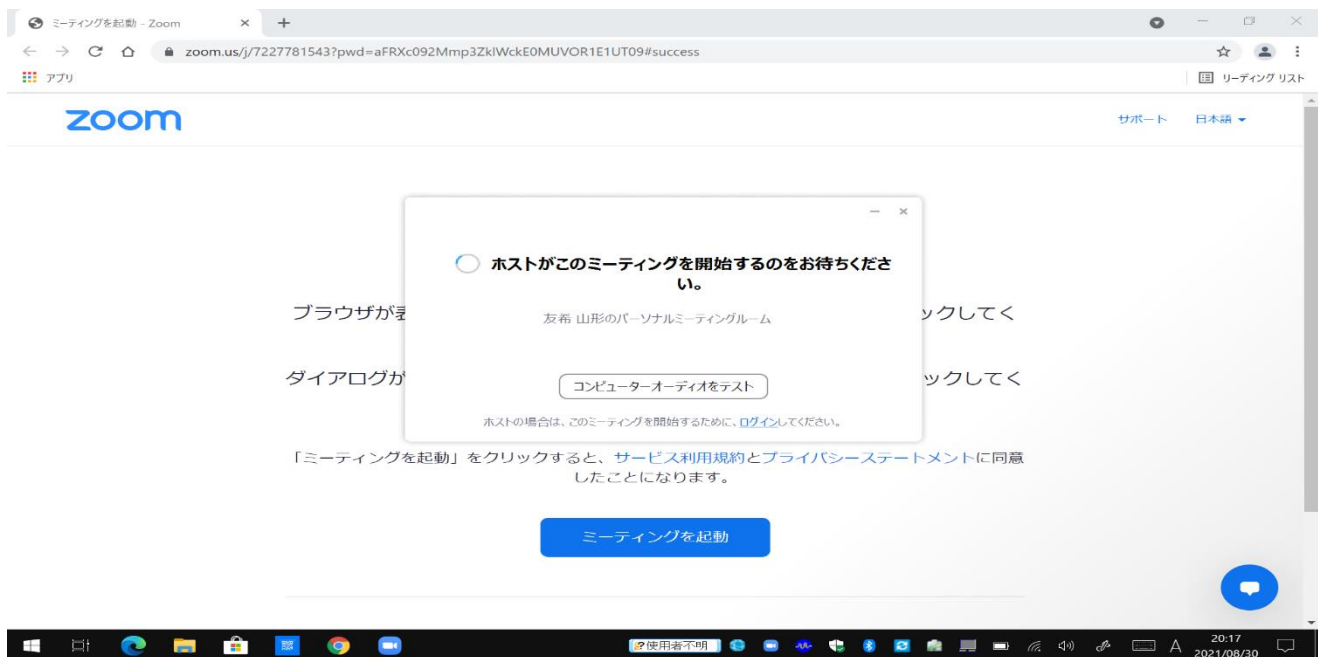 ミーティングを起動 - Zoom
zoom.us/j/7227781543?pwd=aFRXc092Mmp3ZklWckE0MUVOR1E1UT09#success
アプリ
リーディング リスト
zoom
サポート
日本語
ホストがこのミーティングを開始するのをお待ちくださ
い。
ブラウザが表
ックしてく
友希 山形のパーソナルミーティングルーム
ダイアログが
ックしてく
コンピューターオーディオをテスト
ホストの場合は、このミーティングを開始するために、ログインしてください。
「ミーティングを起動」をクリックすると、サービス利用規約とプライバシーステートメントに同意
したことになります。
ミーティングを起動
?使用者不明
A
20:17
2021/08/30